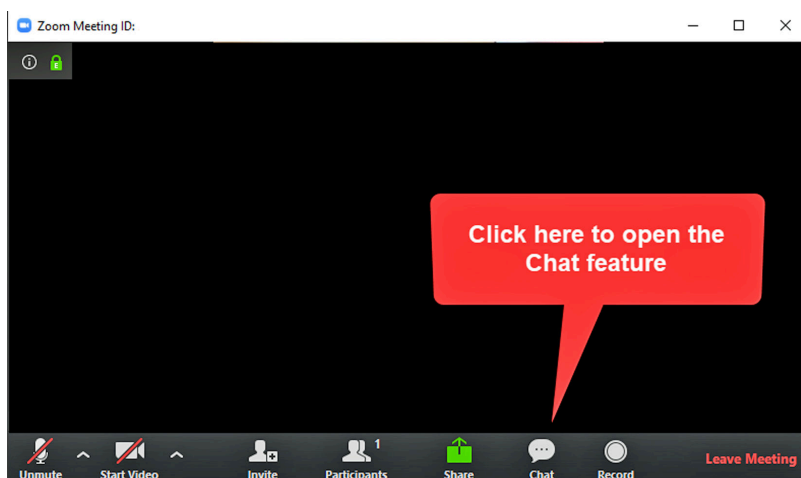 Zoom Meeting ID:
Click here to open the
Chat feature
1
Unmute Start Video Invite Participants Share Chat Record Leave Meeting